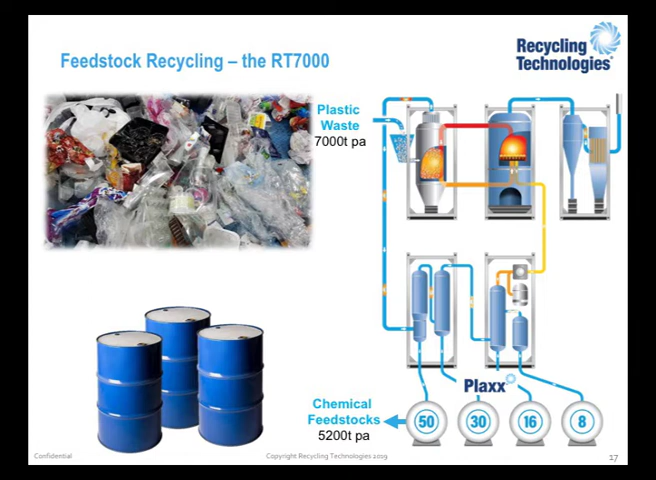 Feedstock Recycling – the RT7000
Recycling
Technologies
Plastic
Waste
7000t pa
Plaxx
Chemical
Feedstocks
5200t pa
50
30
16
8
Confidential
Copyright Recycling Technologies 2019
17